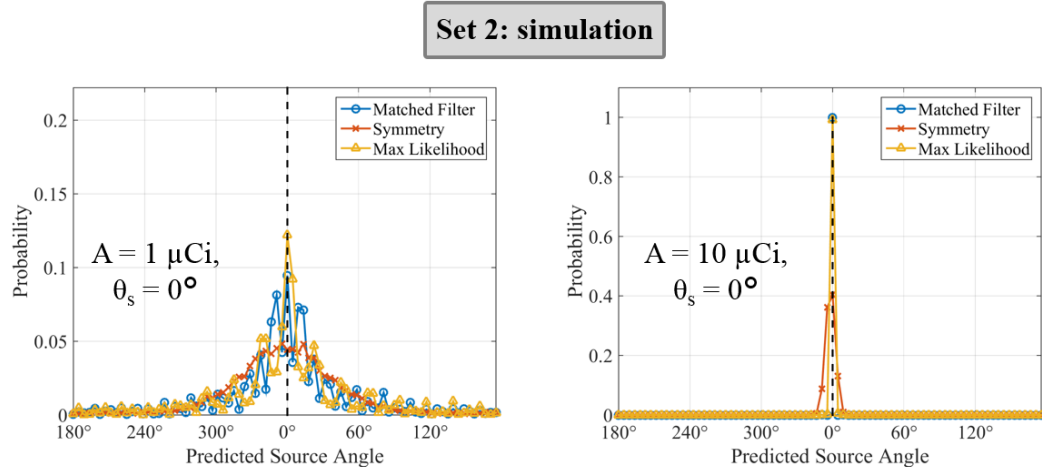 Set 2: simulation
0.2
0.15
0.1
0.05
0
Probability
Matched Filter
Symmetry
Max Likelihood
A = 1 µCi,
θs = 0°
180° 240° 300° 0° 60° 120°
Predicted Source Angle
1
0.8
0.6
0.4
0.2
0
Probability
Matched Filter
Symmetry
Max Likelihood
A = 10 µCi,
θs = 0°
180° 240° 300° 0° 60° 120°
Predicted Source Angle